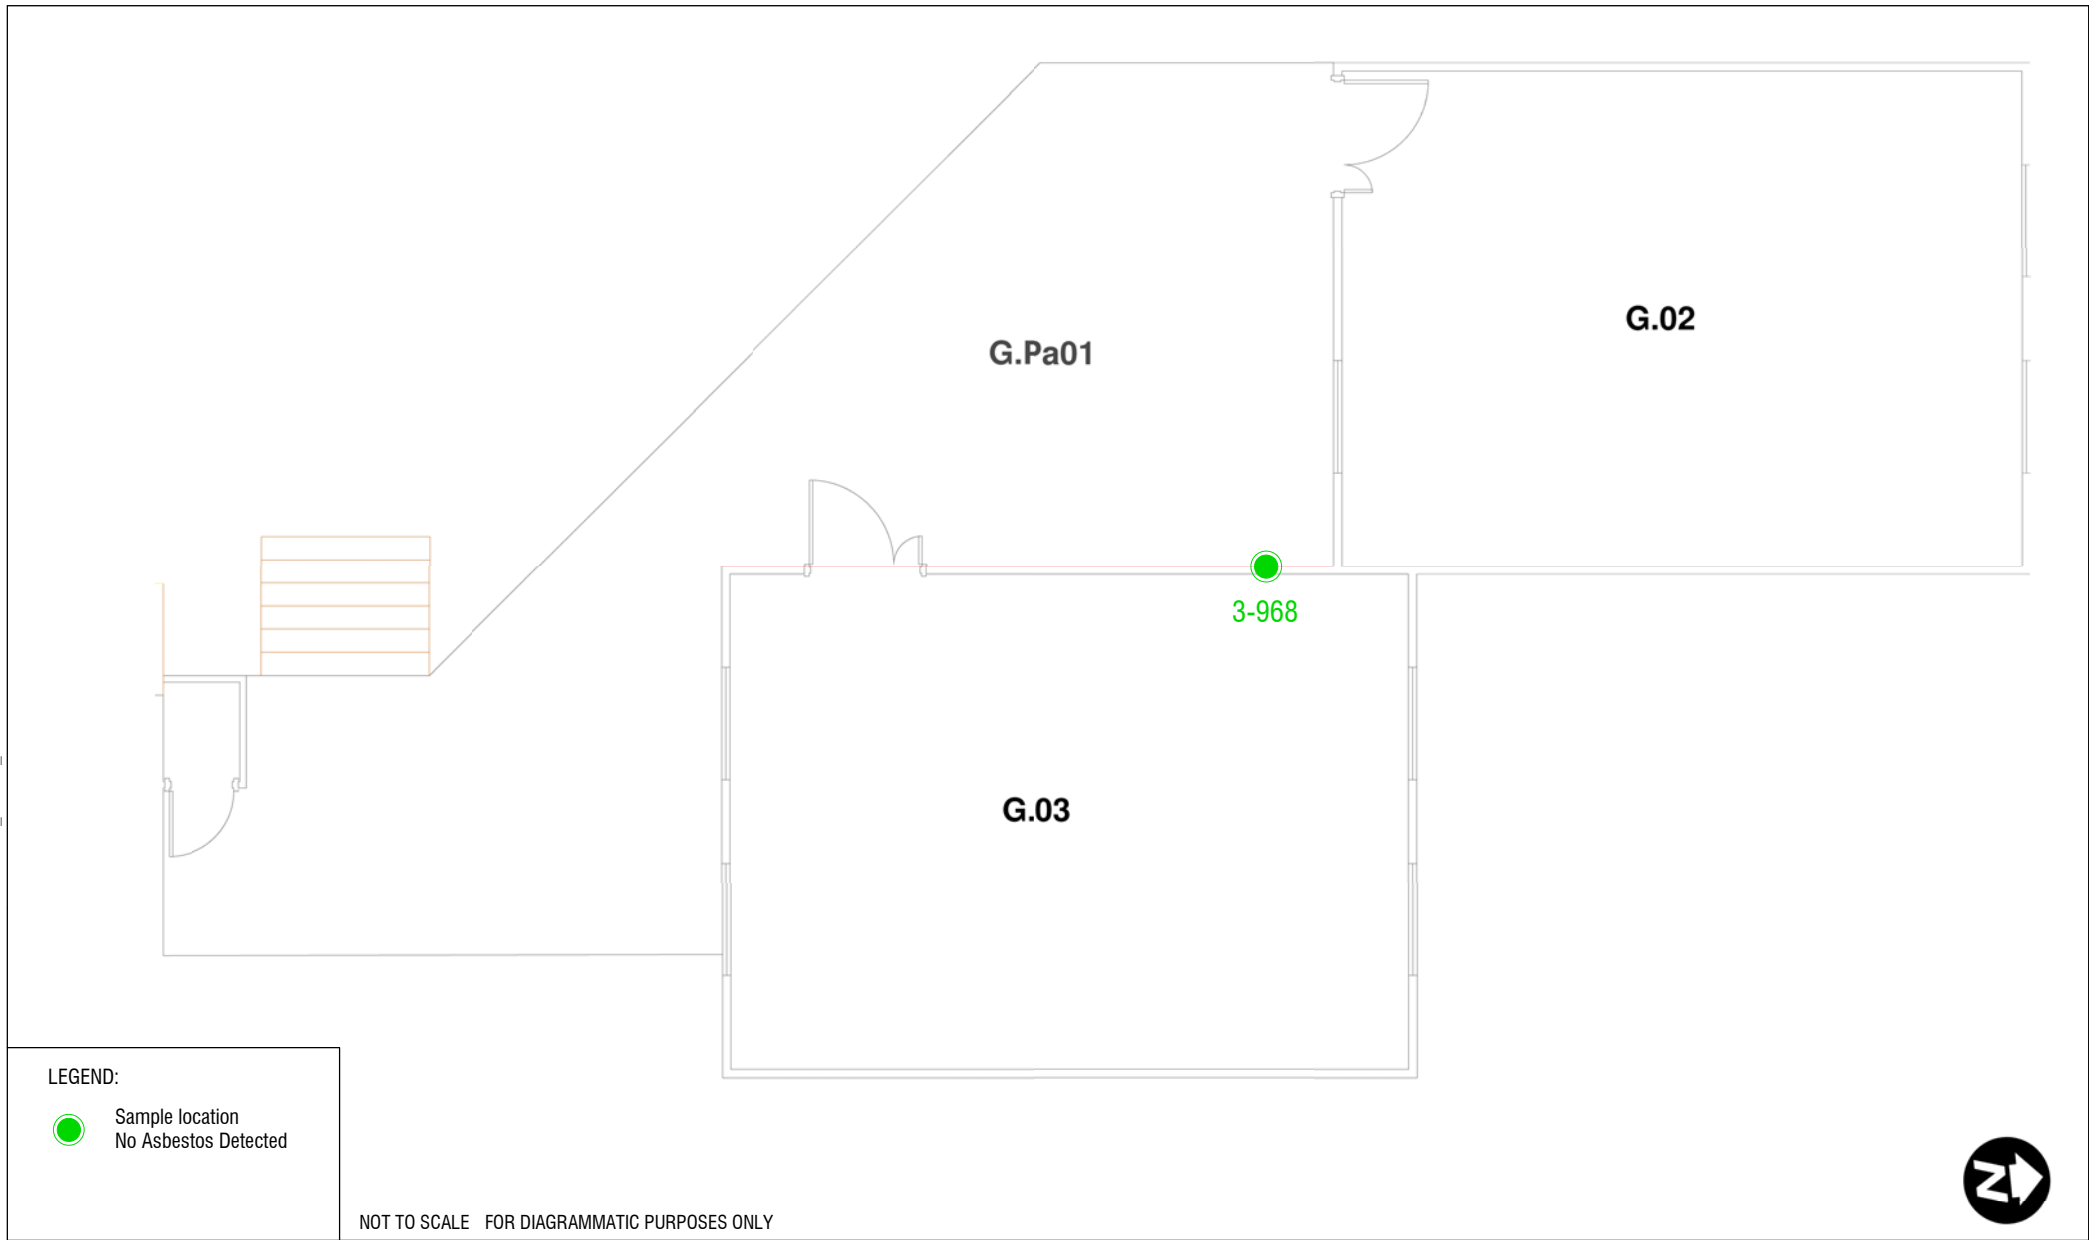 G.02
G.Pa01
3-968
G.03
LEGEND:
Sample location
No Asbestos Detected
NOT TO SCALE FOR DIAGRAMMATIC PURPOSES ONLY
N